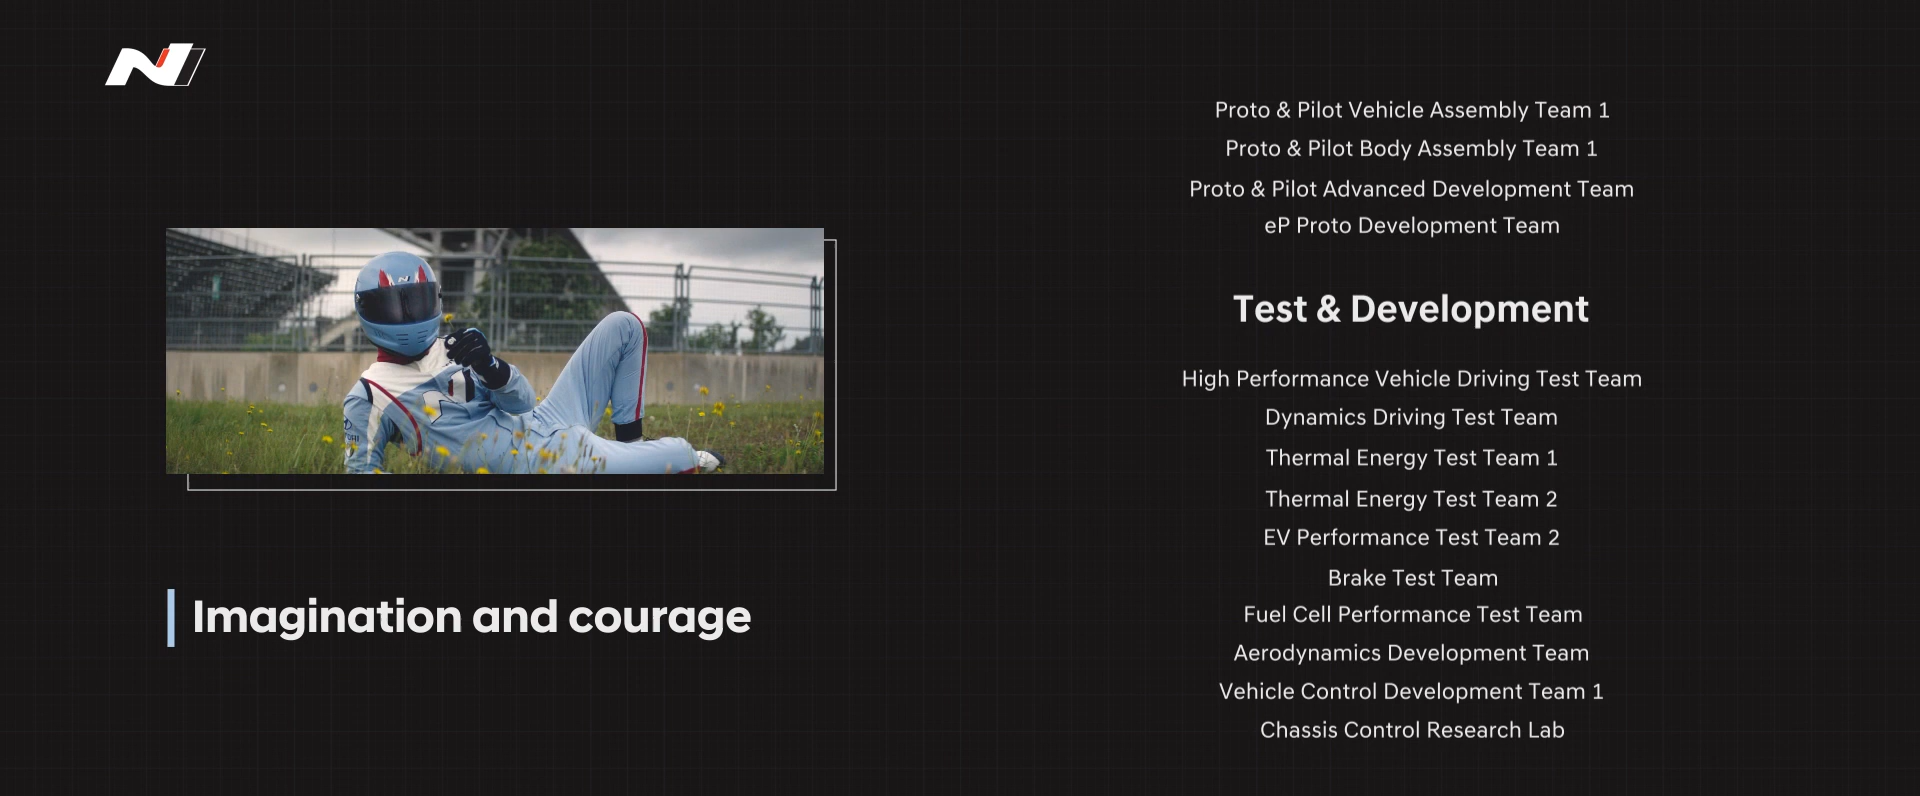 N
Imagination and courage
Proto & Pilot Vehicle Assembly Team 1
Proto & Pilot Body Assembly Team 1
Proto & Pilot Advanced Development Team
eP Proto Development Team
Test & Development
High Performance Vehicle Driving Test Team
Dynamics Driving Test Team
Thermal Energy Test Team 1
Thermal Energy Test Team 2
EV Performance Test Team 2
Brake Test Team
Fuel Cell Performance Test Team
Aerodynamics Development Team
Vehicle Control Development Team 1
Chassis Control Research Lab